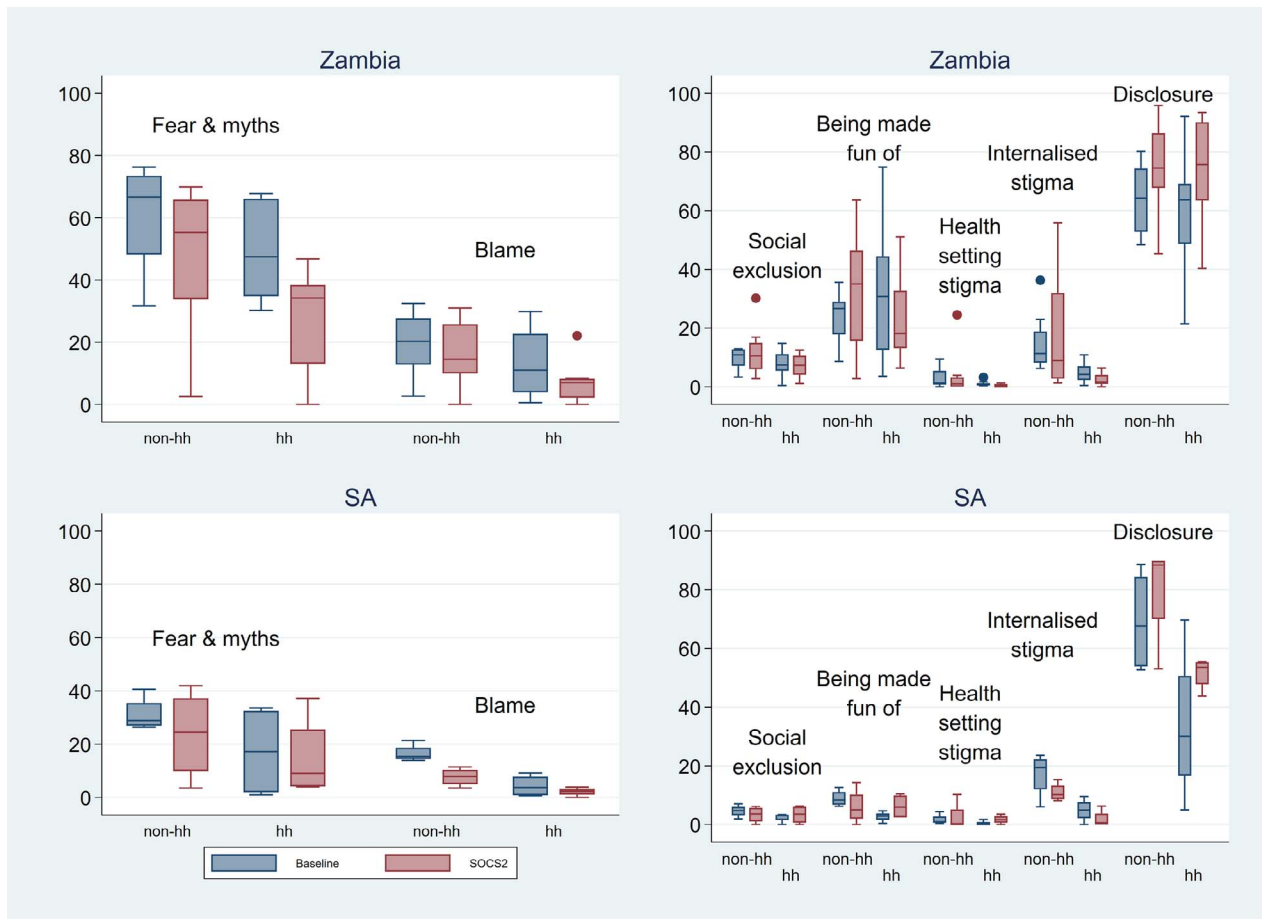 Zambia
100
80
60
40
20
0
Fear & myths
Blame
non-hh
hh
non-hh
hh
Zambia
100
80
60
40
20
0
Social
exclusion
Being made
fun of
Health
setting
stigma
Internalised
stigma
Disclosure
non-hh
hh
non-hh
hh
non-hh
hh
non-hh
hh
non-hh
hh
SA
100
80
60
40
20
0
Fear & myths
Blame
non-hh
hh
non-hh
hh
Baseline
SOCS2
SA
100
80
60
40
20
0
Social
exclusion
Being made
fun of
Health
setting
stigma
Internalised
stigma
Disclosure
non-hh
hh
non-hh
hh
non-hh
hh
non-hh
hh
non-hh
hh